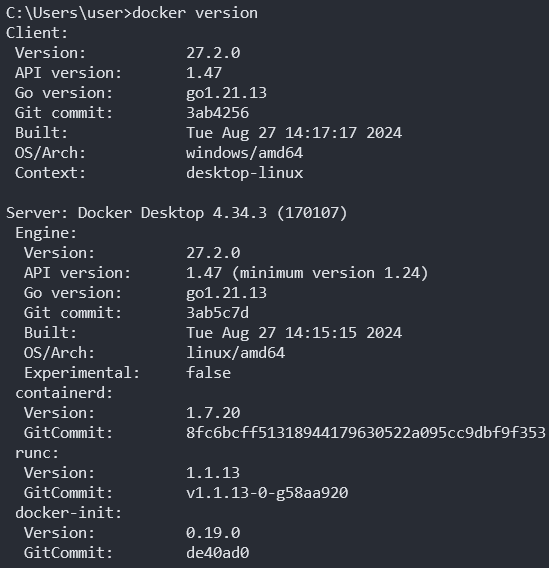 C:\Users\user>docker version
Client:
 Version:           27.2.0
 API version:       1.47
 Go version:        go1.21.13
 Git commit:        3ab4256
 Built:             Tue Aug 27 14:17:17 2024
 OS/Arch:           windows/amd64
 Context:           desktop-linux

Server: Docker Desktop 4.34.3 (170107)
 Engine:
  Version:          27.2.0
  API version:      1.47 (minimum version 1.24)
  Go version:       go1.21.13
  Git commit:       3ab5c7d
  Built:            Tue Aug 27 14:15:15 2024
  OS/Arch:          linux/amd64
  Experimental:     false
 containerd:
  Version:          1.7.20
  GitCommit:        8fc6bcff51318944179630522a095cc9dbf9f353
 runc:
  Version:          1.1.13
  GitCommit:        v1.1.13-0-g58aa920
 docker-init:
  Version:          0.19.0
  GitCommit:        de40ad0